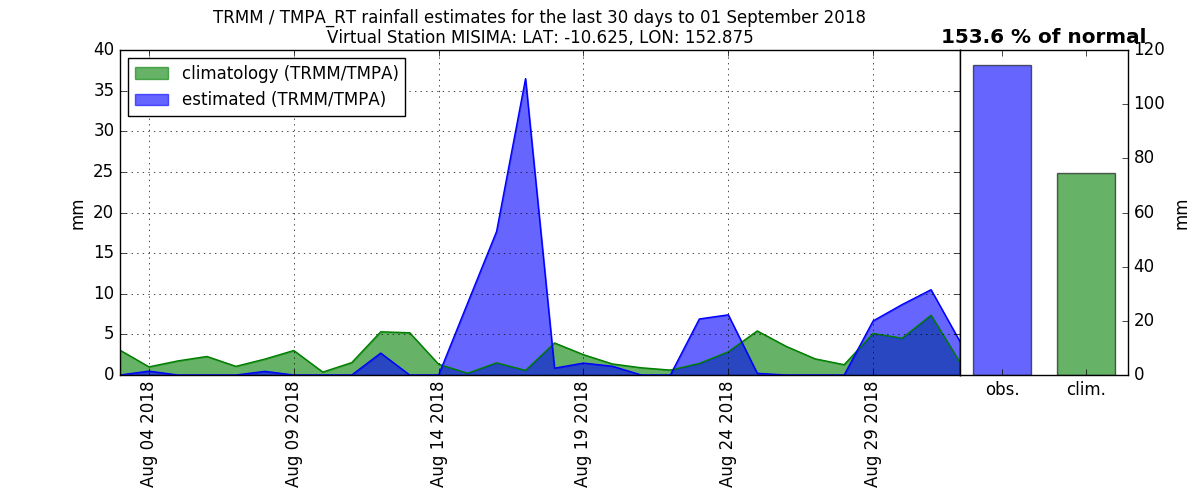 TRMM / TMPA_RT rainfall estimates for the last 30 days to 01 September 2018
Virtual Station MISIMA: LAT: -10.625, LON: 152.875
153.6 % of normal
climatology (TRMM/TMPA)
estimated (TRMM/TMPA)
40
35
30
25
20
15
10
5
0
mm
Aug 04 2018
Aug 09 2018
Aug 14 2018
Aug 19 2018
Aug 24 2018
Aug 29 2018
obs.
clim.
120
100
80
60
40
20
0
mm